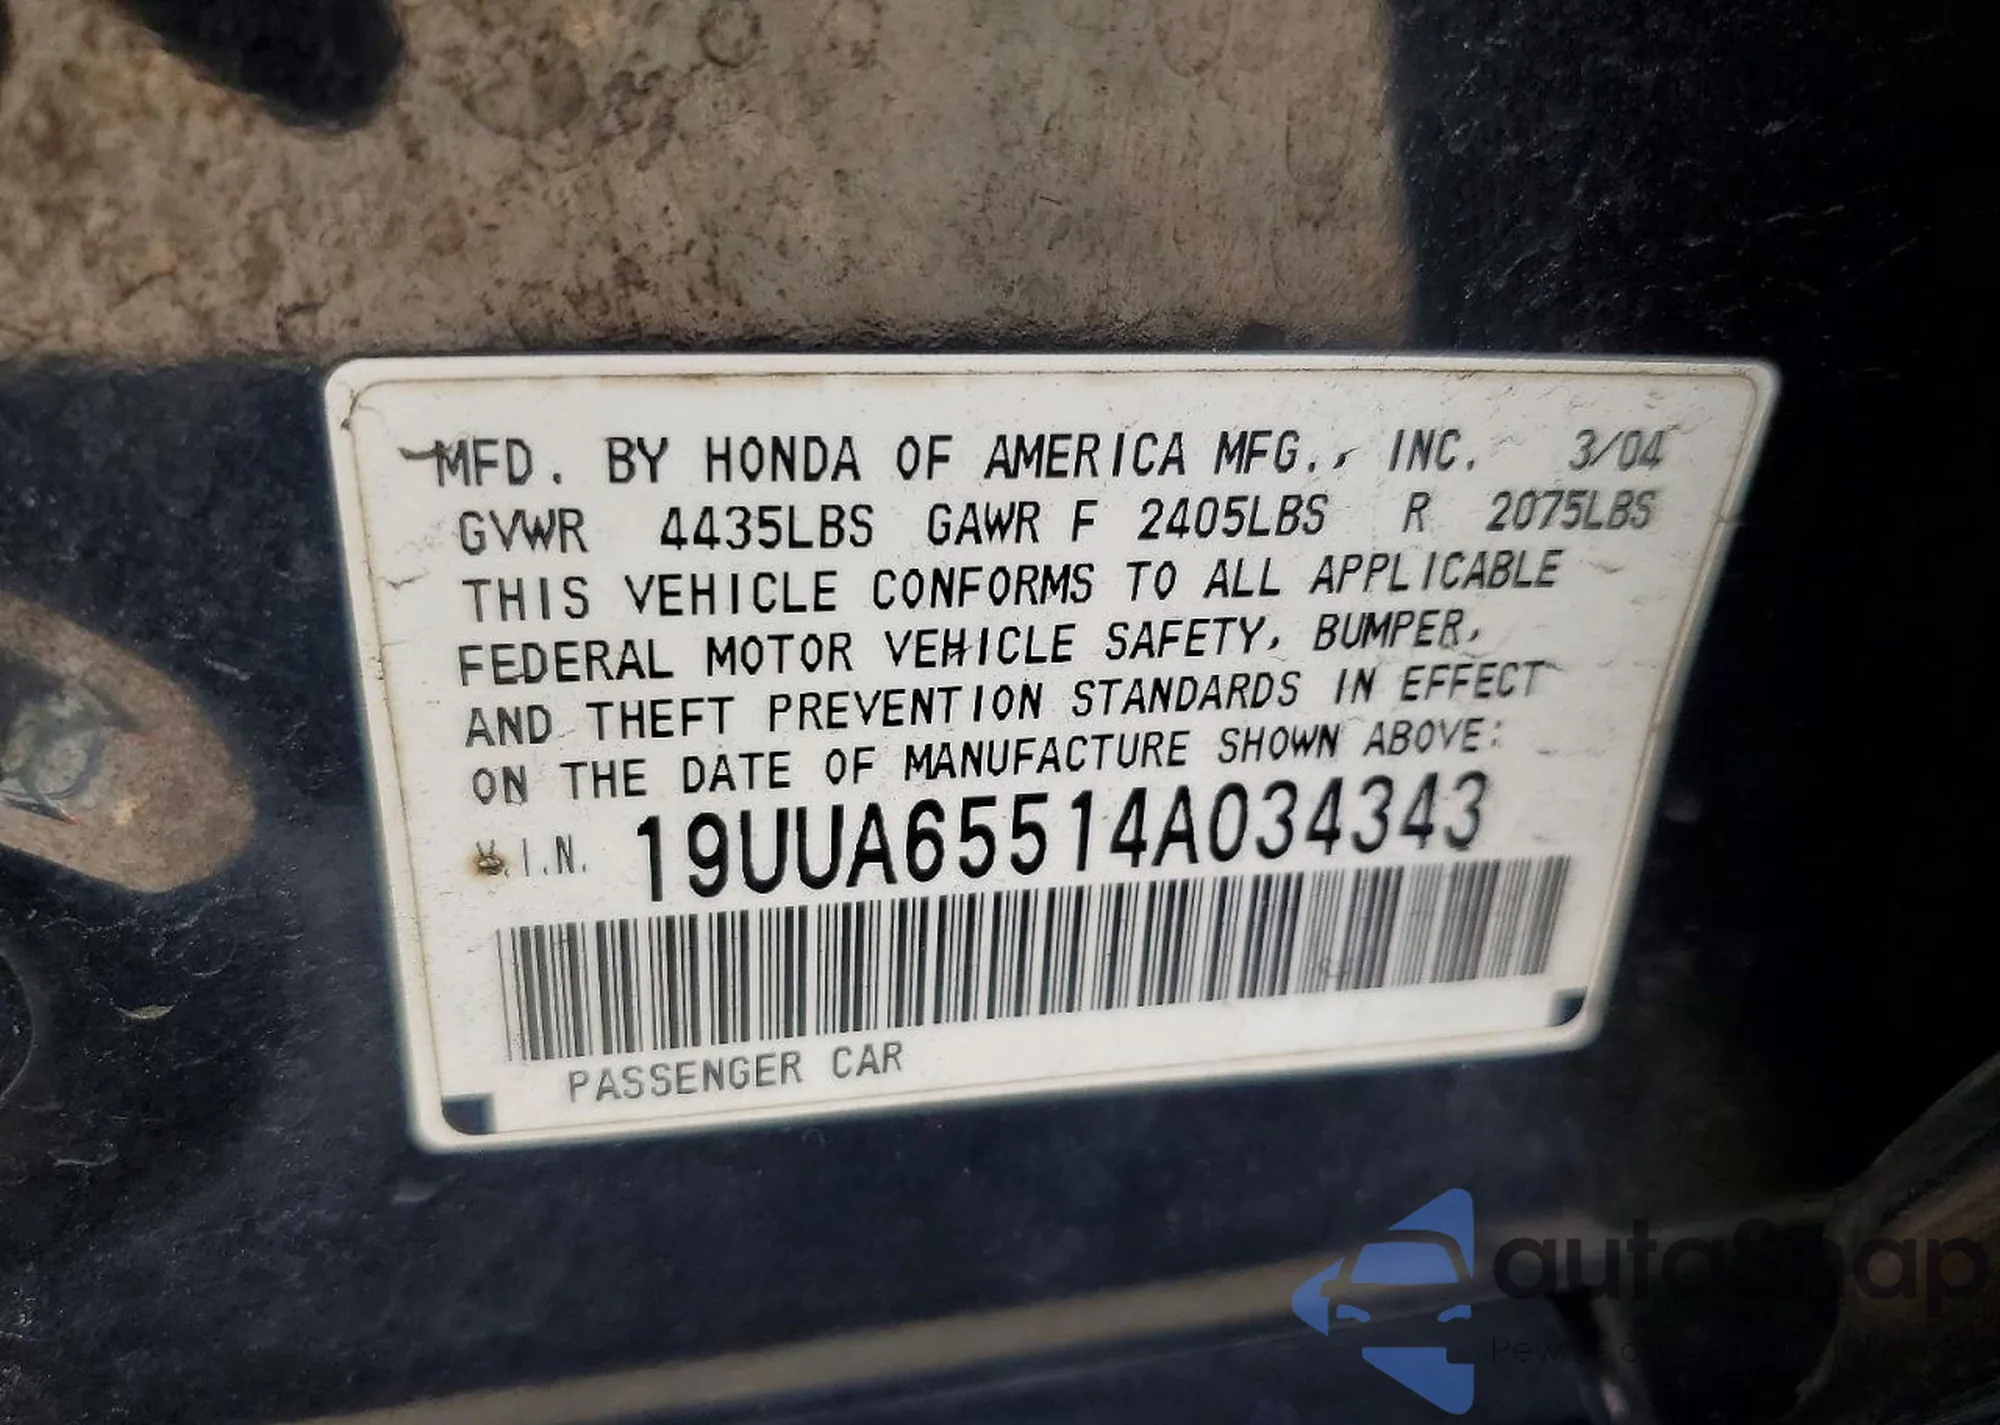 MFD. BY HONDA OF AMERICA MFG., INC. 3/04
GVWR 4435LBS GAWR F 2405LBS R 2075LBS
THIS VEHICLE CONFORMS TO ALL APPLICABLE
FEDERAL MOTOR VEHICLE SAFETY, BUMPER,
AND THEFT PREVENTION STANDARDS IN EFFECT
ON THE DATE OF MANUFACTURE SHOWN ABOVE:
V.I.N. 19UUA65514A034343
PASSENGER CAR
autaSnap